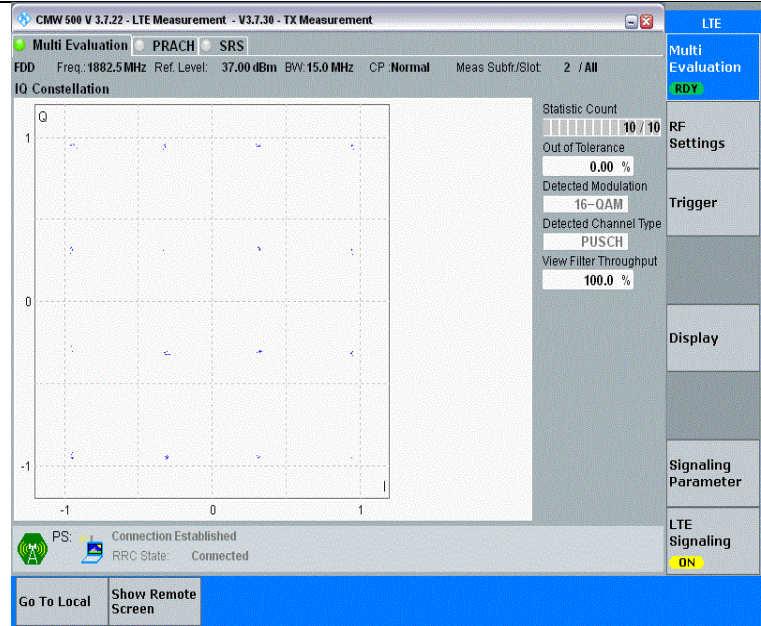 CMW 500 V 3.7.22 - LTE Measurement - V3.7.30 - TX Measurement
LTE
Multi Evaluation PRACH SRS
Multi
Evaluation
RDY
FDD Freq.:1882.5 MHz Ref. Level: 37.00 dBm BW:15.0 MHz CP :Normal Meas Subfr./Slot: 2 / All
IQ Constellation
Q
1
0
-1
-1 0 1
I
Statistic Count
10 / 10
Out of Tolerance
0.00 %
Detected Modulation
16-QAM
Detected Channel Type
PUSCH
View Filter Throughput
100.0 %
RF
Settings
Trigger
Display
Signaling
Parameter
LTE
Signaling
ON
PS: Connection Established
RRC State: Connected
Go To Local
Show Remote
Screen